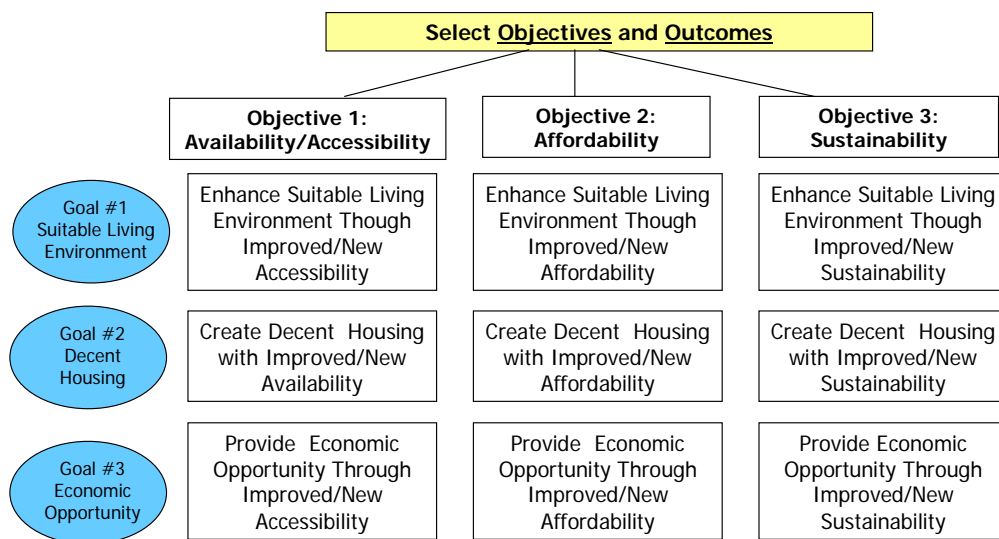 Select Objectives and Outcomes
Objective 1:
Availability/Accessibility
Objective 2:
Affordability
Objective 3:
Sustainability
Goal #1
Suitable Living
Environment
Enhance Suitable Living
Environment Though
Improved/New
Accessibility
Enhance Suitable Living
Environment Though
Improved/New
Affordability
Enhance Suitable Living
Environment Though
Improved/New
Sustainability
Goal #2
Decent
Housing
Create Decent Housing
with Improved/New
Availability
Create Decent Housing
with Improved/New
Affordability
Create Decent Housing
with Improved/New
Sustainability
Goal #3
Economic
Opportunity
Provide Economic
Opportunity Through
Improved/New
Accessibility
Provide Economic
Opportunity Through
Improved/New
Affordability
Provide Economic
Opportunity Through
Improved/New
Sustainability